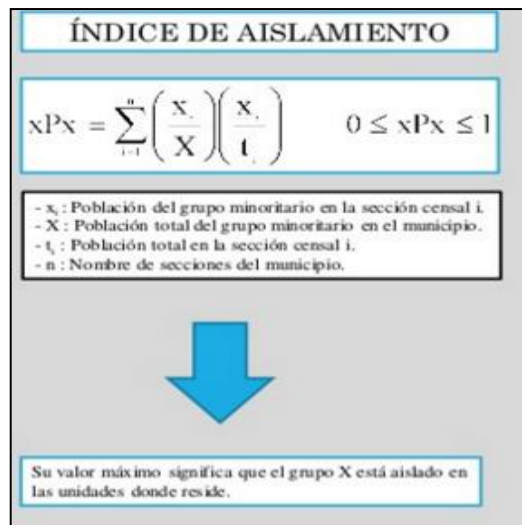 ÍNDICE DE AISLAMIENTO
xPx = ∑ᵢ₌₁ⁿ (xᵢ/X)(xᵢ/tᵢ) 0 ≤ xPx ≤ 1
- xᵢ : Población del grupo minoritario en la sección censal i.
- X : Población total del grupo minoritario en el municipio.
- tᵢ : Población total en la sección censal i.
- n : Nombre de secciones del municipio.
Su valor máximo significa que el grupo X está aislado en
las unidades donde reside.